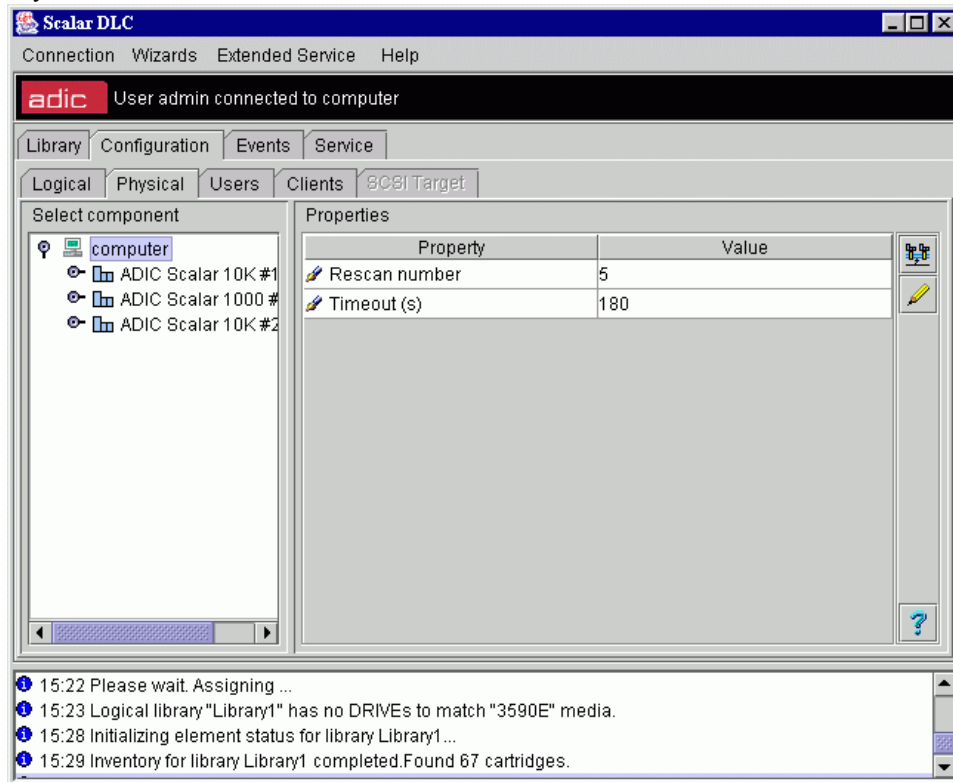 Scalar DLC
Connection Wizards Extended Service Help
adic User admin connected to computer
Library Configuration Events Service
Logical Physical Users Clients SCSI Target
Select component
computer
ADIC Scalar 10K #1
ADIC Scalar 1000 #
ADIC Scalar 10K #2
Properties
Property Value
Rescan number 5
Timeout (s) 180
?
15:22 Please wait. Assigning ...
15:23 Logical library "Library1" has no DRIVEs to match "3590E" media.
15:28 Initializing element status for library Library1...
15:29 Inventory for library Library1 completed.Found 67 cartridges.